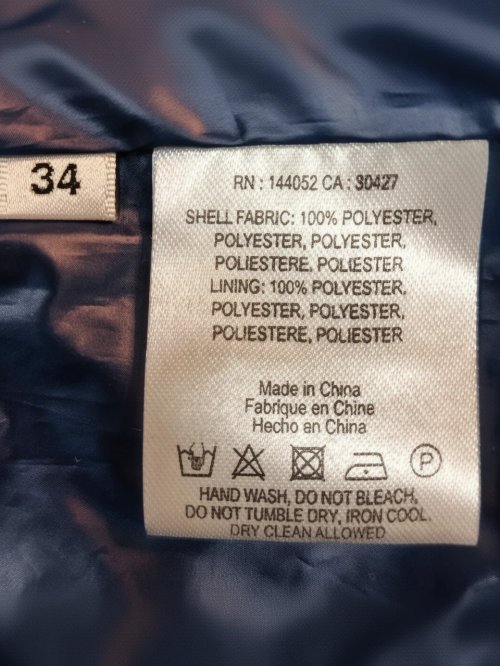 34
RN : 144052 CA : 30427
SHELL FABRIC: 100% POLYESTER,
POLYESTER, POLYESTER,
POLIESTERE, POLIESTER
LINING: 100% POLYESTER,
POLYESTER, POLYESTER,
POLIESTERE, POLIESTER
Made in China
Fabrique en Chine
Hecho en China
P
HAND WASH, DO NOT BLEACH,
DO NOT TUMBLE DRY, IRON COOL.
DRY CLEAN ALLOWED